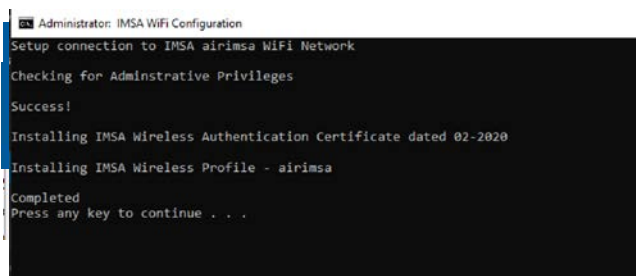 Administrator: IMSA WiFi Configuration
Setup connection to IMSA airimsa WiFi Network
Checking for Adminstrative Privileges
Success!
Installing IMSA Wireless Authentication Certificate dated 02-2020
Installing IMSA Wireless Profile - airimsa
Completed
Press any key to continue . . .